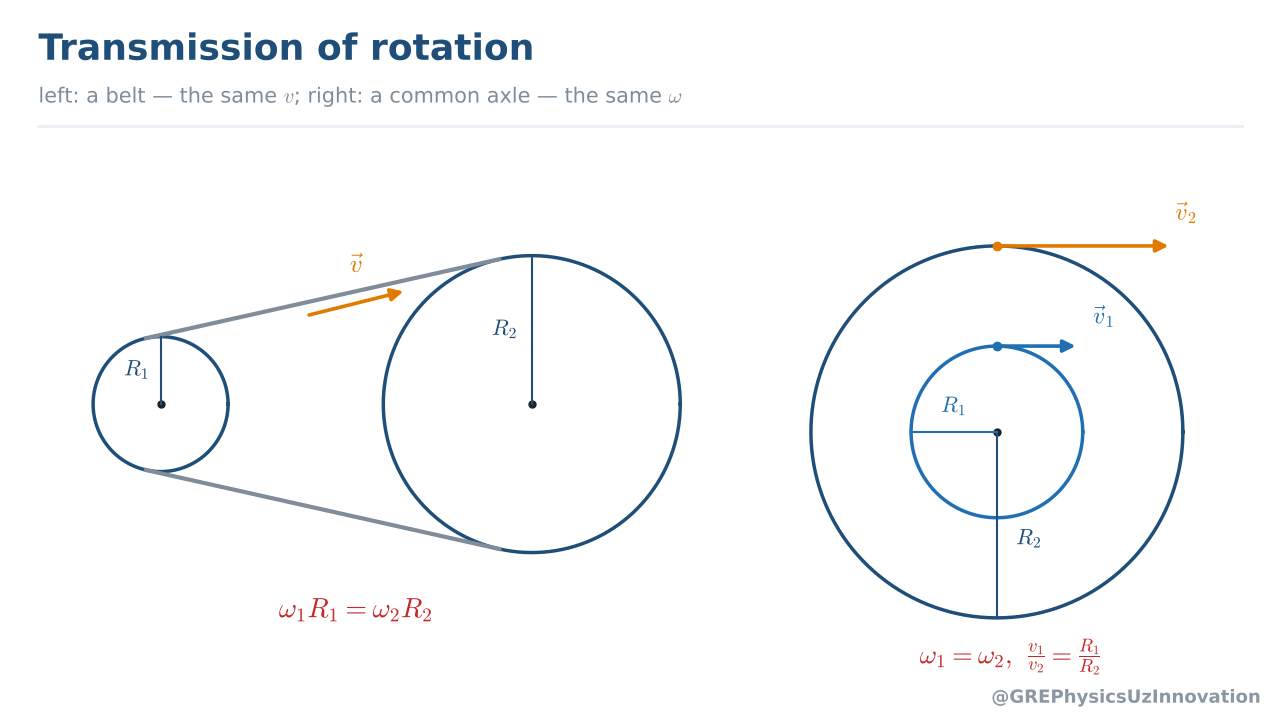 Transmission of rotation
left: a belt — the same v; right: a common axle — the same ω
v⃗
R₁
R₂
ω₁R₁ = ω₂R₂
v⃗₂
v⃗₁
R₁
R₂
ω₁ = ω₂, v₁/v₂ = R₁/R₂
@GREPhysicsUzInnovation